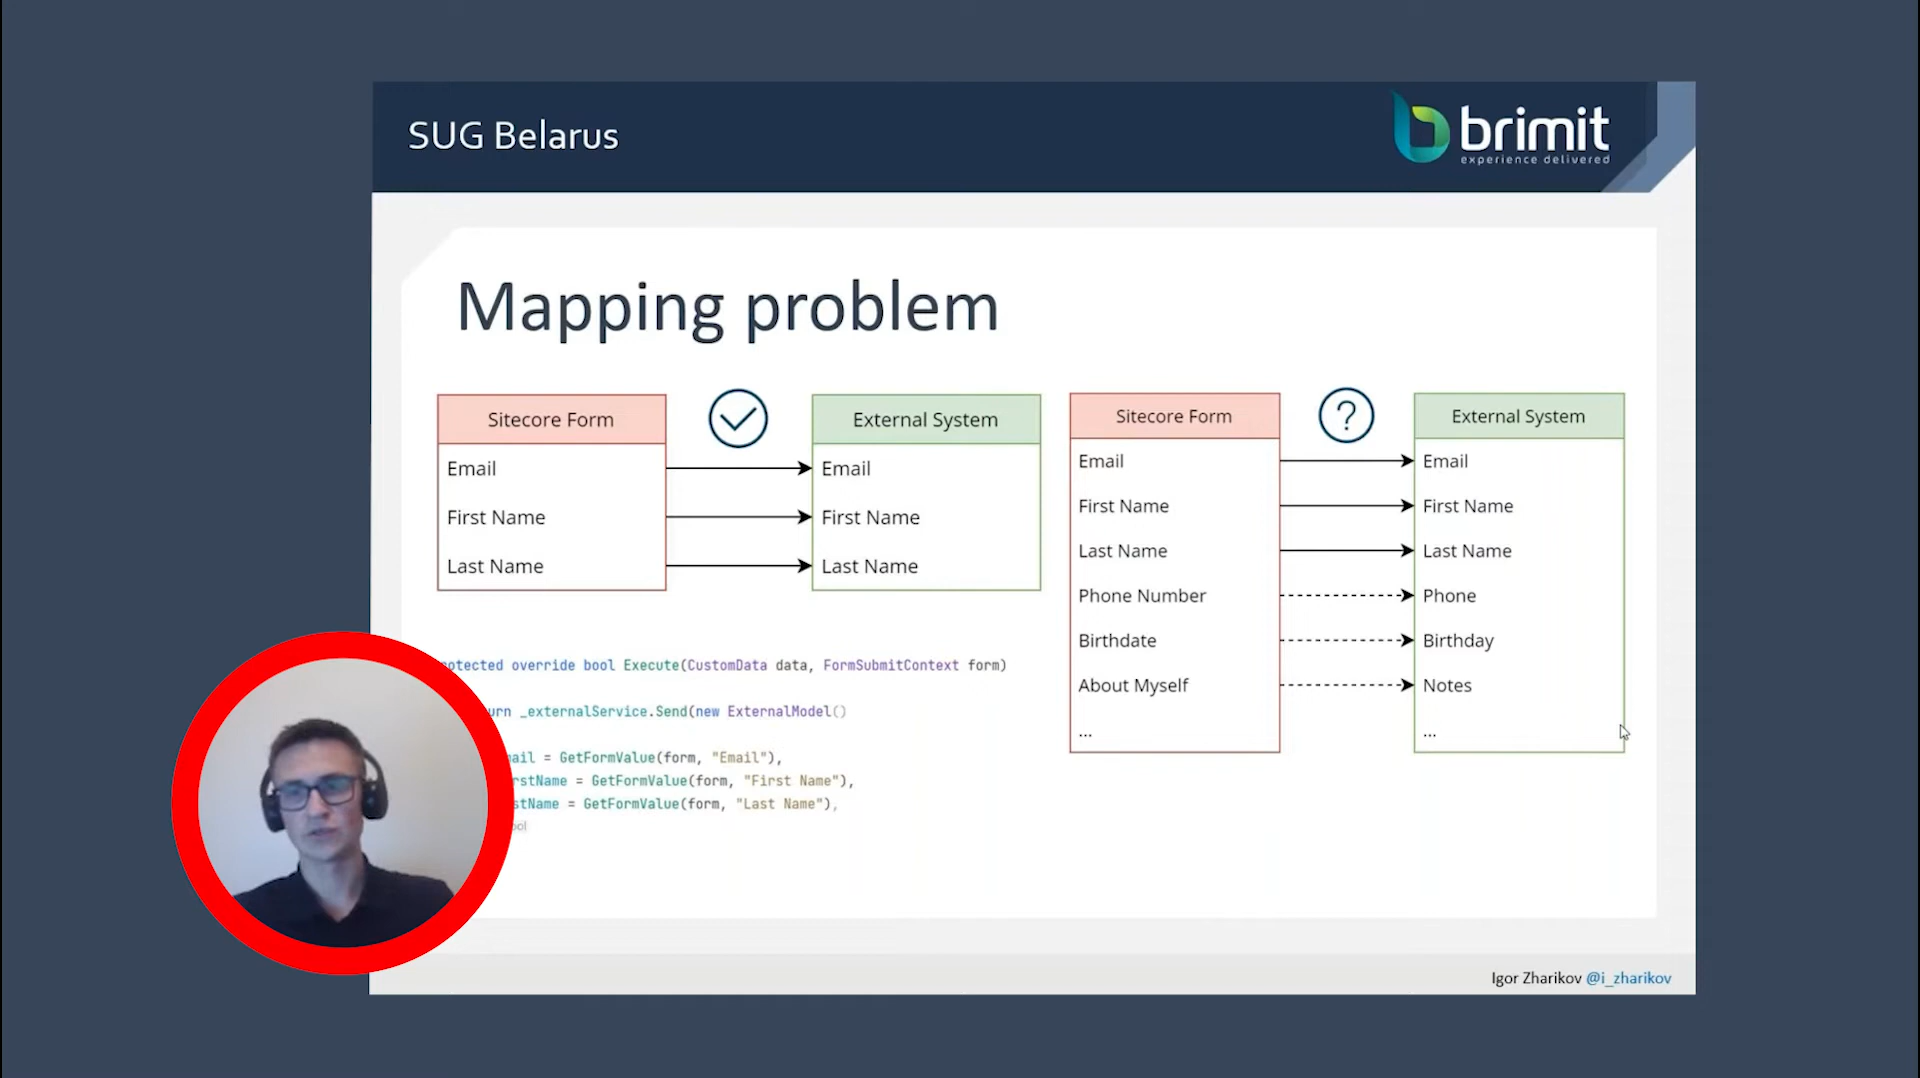 SUG Belarus
brimit
experience delivered
Mapping problem
Sitecore Form
External System
Email
Email
First Name
First Name
Last Name
Last Name
Sitecore Form
External System
Email
Email
First Name
First Name
Last Name
Last Name
Phone Number
Phone
Birthdate
Birthday
About Myself
Notes
...
...
otected override bool Execute(CustomData data, FormSubmitContext form)
urn _externalService.Send(new ExternalModel()
ail = GetFormValue(form, "Email"),
rstName = GetFormValue(form, "First Name"),
stName = GetFormValue(form, "Last Name"),
ool
Igor Zharikov @i_zharikov